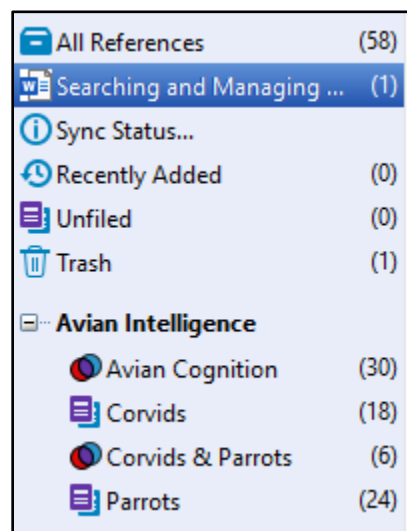 All References (58)
Searching and Managing ... (1)
Sync Status...
Recently Added (0)
Unfiled (0)
Trash (1)
Avian Intelligence
Avian Cognition (30)
Corvids (18)
Corvids & Parrots (6)
Parrots (24)